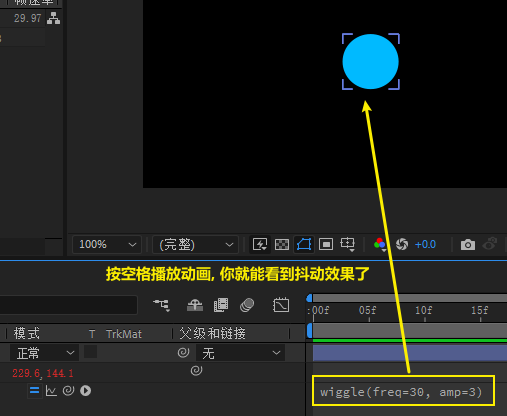 帧速率
29.97
100%
(完整)
+0.0
按空格播放动画, 你就能看到抖动效果了
:00f 05f 10f 15f
模式 T TrkMat 父级和链接
正常 无
229.6, 144.1
wiggle(freq=30, amp=3)